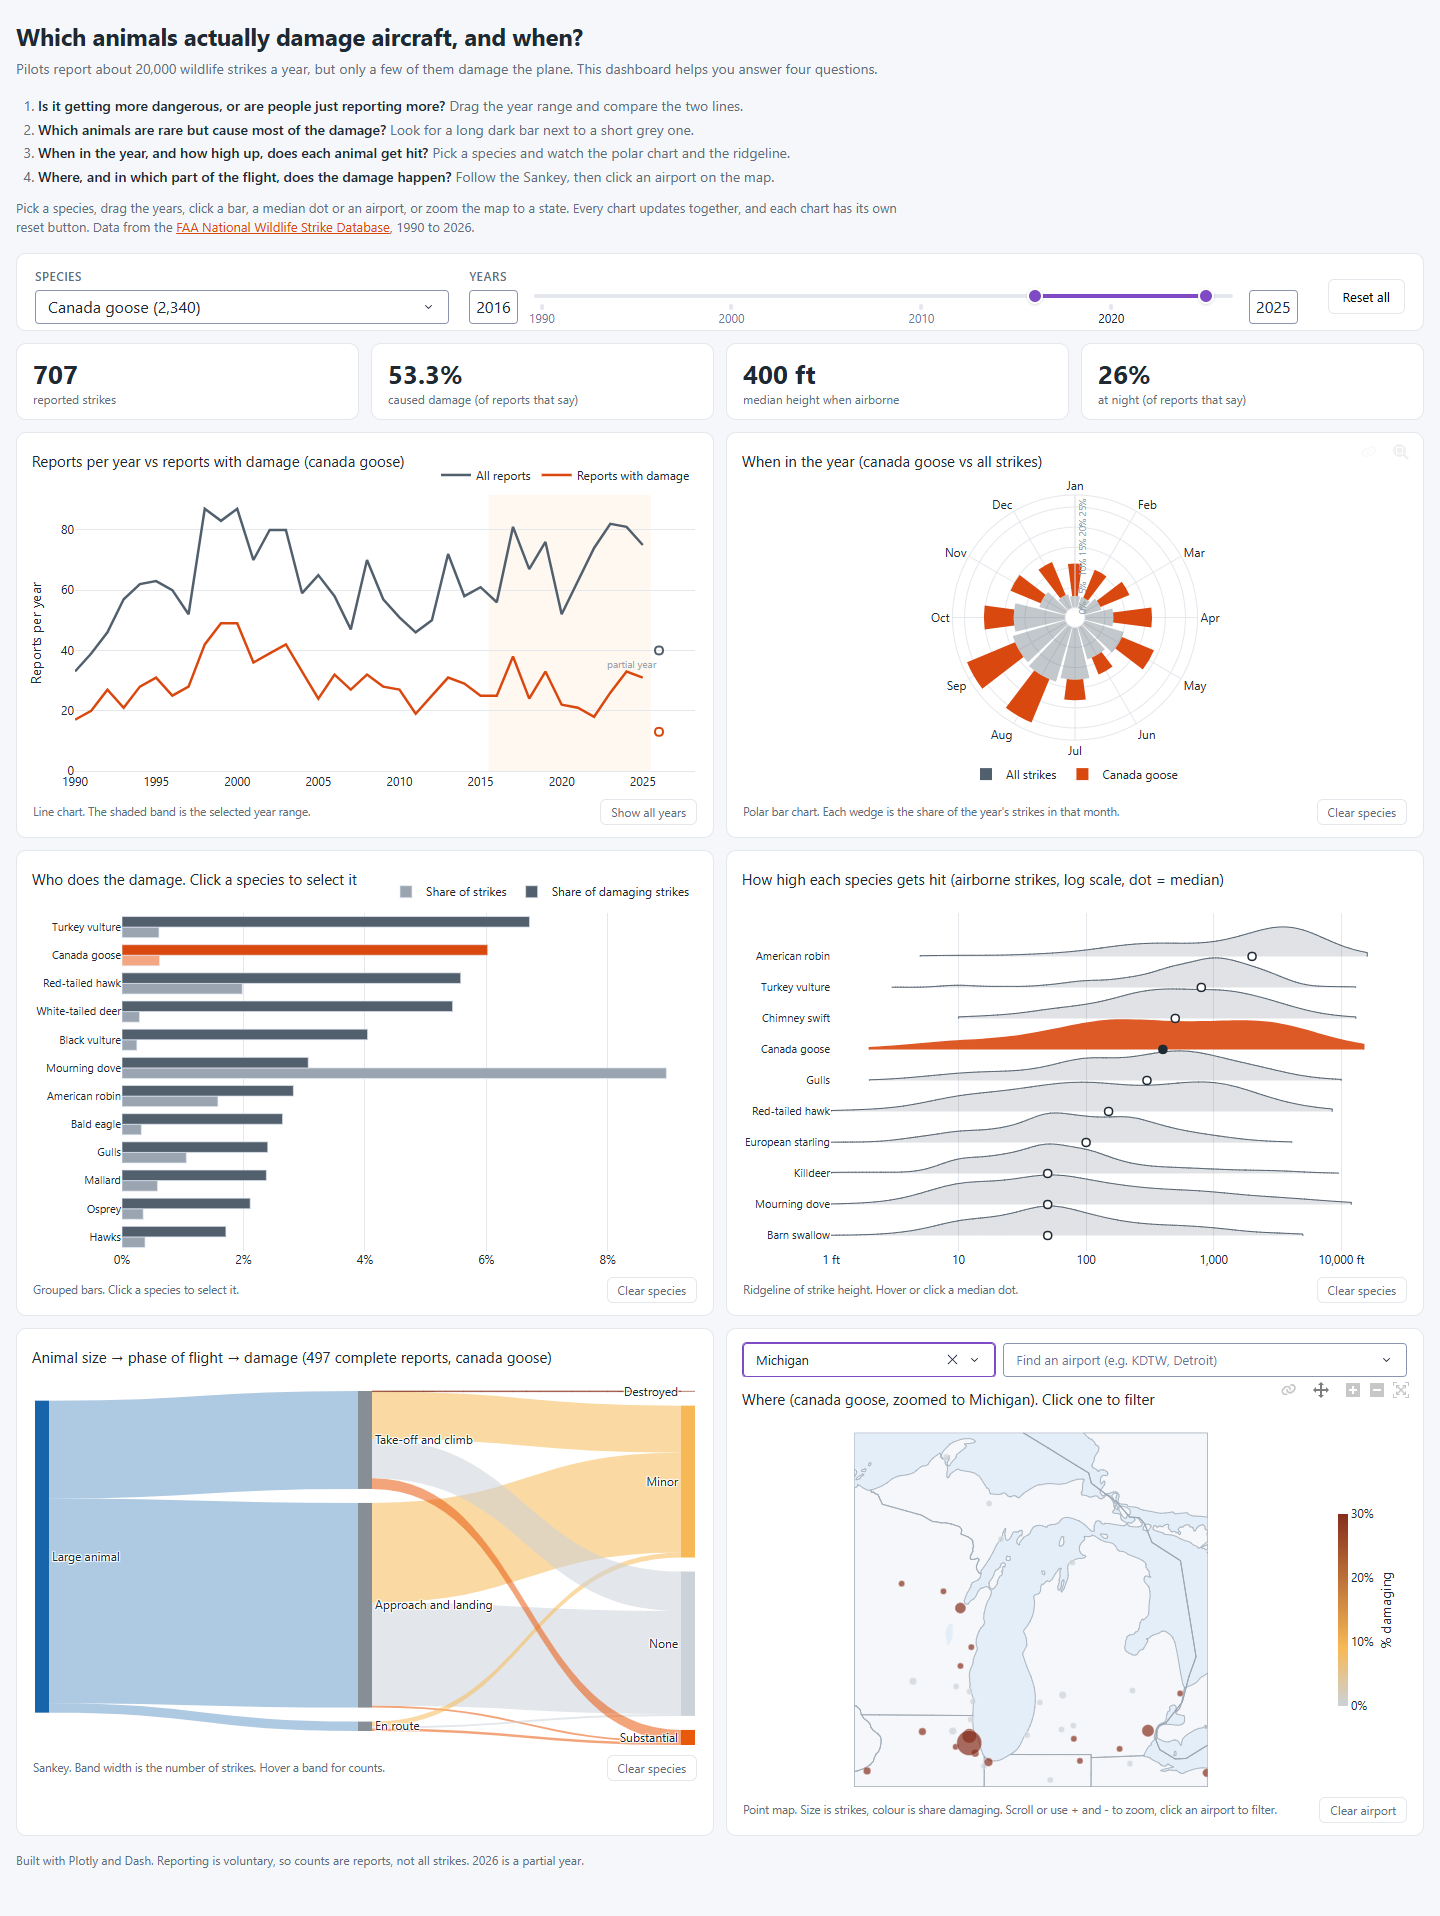 Which animals actually damage aircraft, and when?
Pilots report about 20,000 wildlife strikes a year, but only a few of them damage the plane. This dashboard helps you answer four questions.
1. Is it getting more dangerous, or are people just reporting more? Drag the year range and compare the two lines.
2. Which animals are rare but cause most of the damage? Look for a long dark bar next to a short grey one.
3. When in the year, and how high up, does each animal get hit? Pick a species and watch the polar chart and the ridgeline.
4. Where, and in which part of the flight, does the damage happen? Follow the Sankey, then click an airport on the map.
Pick a species, drag the years, click a bar, a median dot or an airport, or zoom the map to a state. Every chart updates together, and each chart has its own
reset button. Data from the FAA National Wildlife Strike Database, 1990 to 2026.
SPECIES
Canada goose (2,340)
YEARS
2016
1990
2000
2010
2020
2025
Reset all
707
reported strikes
53.3%
caused damage (of reports that say)
400 ft
median height when airborne
26%
at night (of reports that say)
Reports per year vs reports with damage (canada goose)
All reports
Reports with damage
Reports per year
80
60
40
20
0
partial year
1990
1995
2000
2005
2010
2015
2020
2025
Line chart. The shaded band is the selected year range.
Show all years
When in the year (canada goose vs all strikes)
Jan
Feb
Mar
Apr
May
Jun
Jul
Aug
Sep
Oct
Nov
Dec
0%
5%
10%
15%
20%
25%
All strikes
Canada goose
Polar bar chart. Each wedge is the share of the year's strikes in that month.
Clear species
Who does the damage. Click a species to select it
Share of strikes
Share of damaging strikes
Turkey vulture
Canada goose
Red-tailed hawk
White-tailed deer
Black vulture
Mourning dove
American robin
Bald eagle
Gulls
Mallard
Osprey
Hawks
0%
2%
4%
6%
8%
Grouped bars. Click a species to select it.
Clear species
How high each species gets hit (airborne strikes, log scale, dot = median)
American robin
Turkey vulture
Chimney swift
Canada goose
Gulls
Red-tailed hawk
European starling
Killdeer
Mourning dove
Barn swallow
1 ft
10
100
1,000
10,000 ft
Ridgeline of strike height. Hover or click a median dot.
Clear species
Animal size → phase of flight → damage (497 complete reports, canada goose)
Large animal
Take-off and climb
Approach and landing
En route
Destroyed
Minor
None
Substantial
Sankey. Band width is the number of strikes. Hover a band for counts.
Clear species
Michigan
Find an airport (e.g. KDTW, Detroit)
Where (canada goose, zoomed to Michigan). Click one to filter
30%
20%
10%
0%
% damaging
Point map. Size is strikes, colour is share damaging. Scroll or use + and - to zoom, click an airport to filter.
Clear airport
Built with Plotly and Dash. Reporting is voluntary, so counts are reports, not all strikes. 2026 is a partial year.